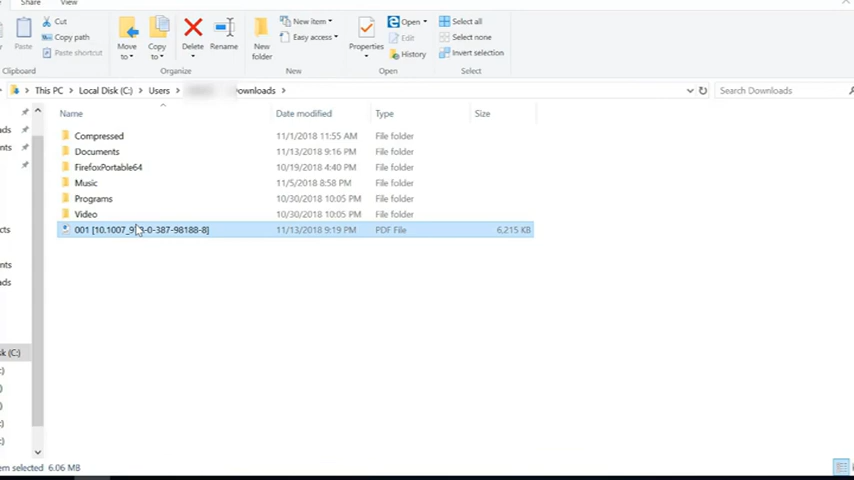 Share View
Cut
Copy path
Paste shortcut
Paste
Move to
Copy to
Delete
Rename
New folder
New item
Easy access
Properties
Open
Edit
History
Select all
Select none
Invert selection
Clipboard Organize New Open Select
This PC Local Disk (C:) Users Downloads
Search Downloads
Name Date modified Type Size
Compressed 11/1/2018 11:55 AM File folder
Documents 11/13/2018 9:16 PM File folder
FirefoxPortable64 10/19/2018 4:40 PM File folder
Music 11/5/2018 8:58 PM File folder
Programs 10/30/2018 10:05 PM File folder
Video 10/30/2018 10:05 PM File folder
001 11/13/2018 9:19 PM PDF File 6,215 KB
sk (C:)
selected 6.06 MB